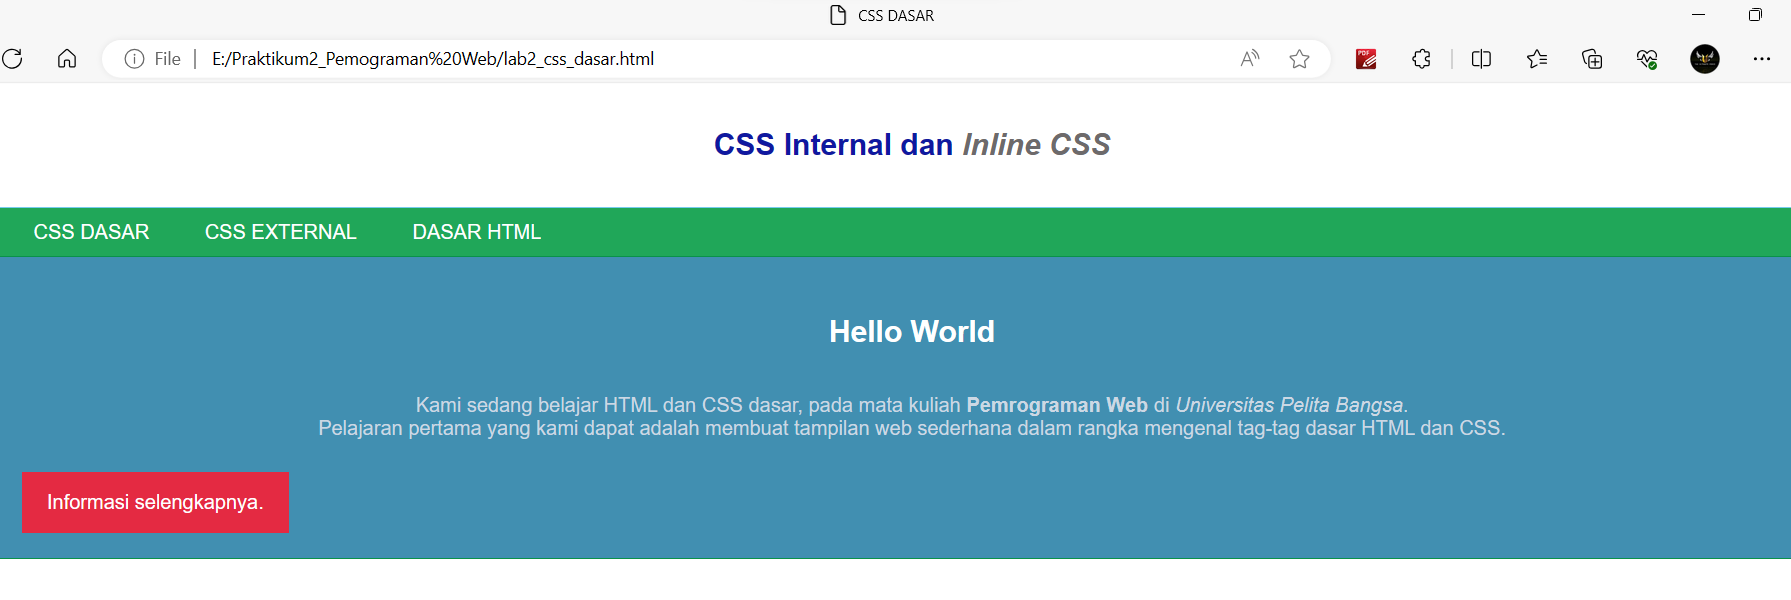 CSS DASAR
File
E:/Praktikum2_Pemograman%20Web/lab2_css_dasar.html
PDF
CSS Internal dan Inline CSS
CSS DASAR CSS EXTERNAL DASAR HTML
Hello World
Kami sedang belajar HTML dan CSS dasar, pada mata kuliah Pemrograman Web di Universitas Pelita Bangsa.
Pelajaran pertama yang kami dapat adalah membuat tampilan web sederhana dalam rangka mengenal tag-tag dasar HTML dan CSS.
Informasi selengkapnya.